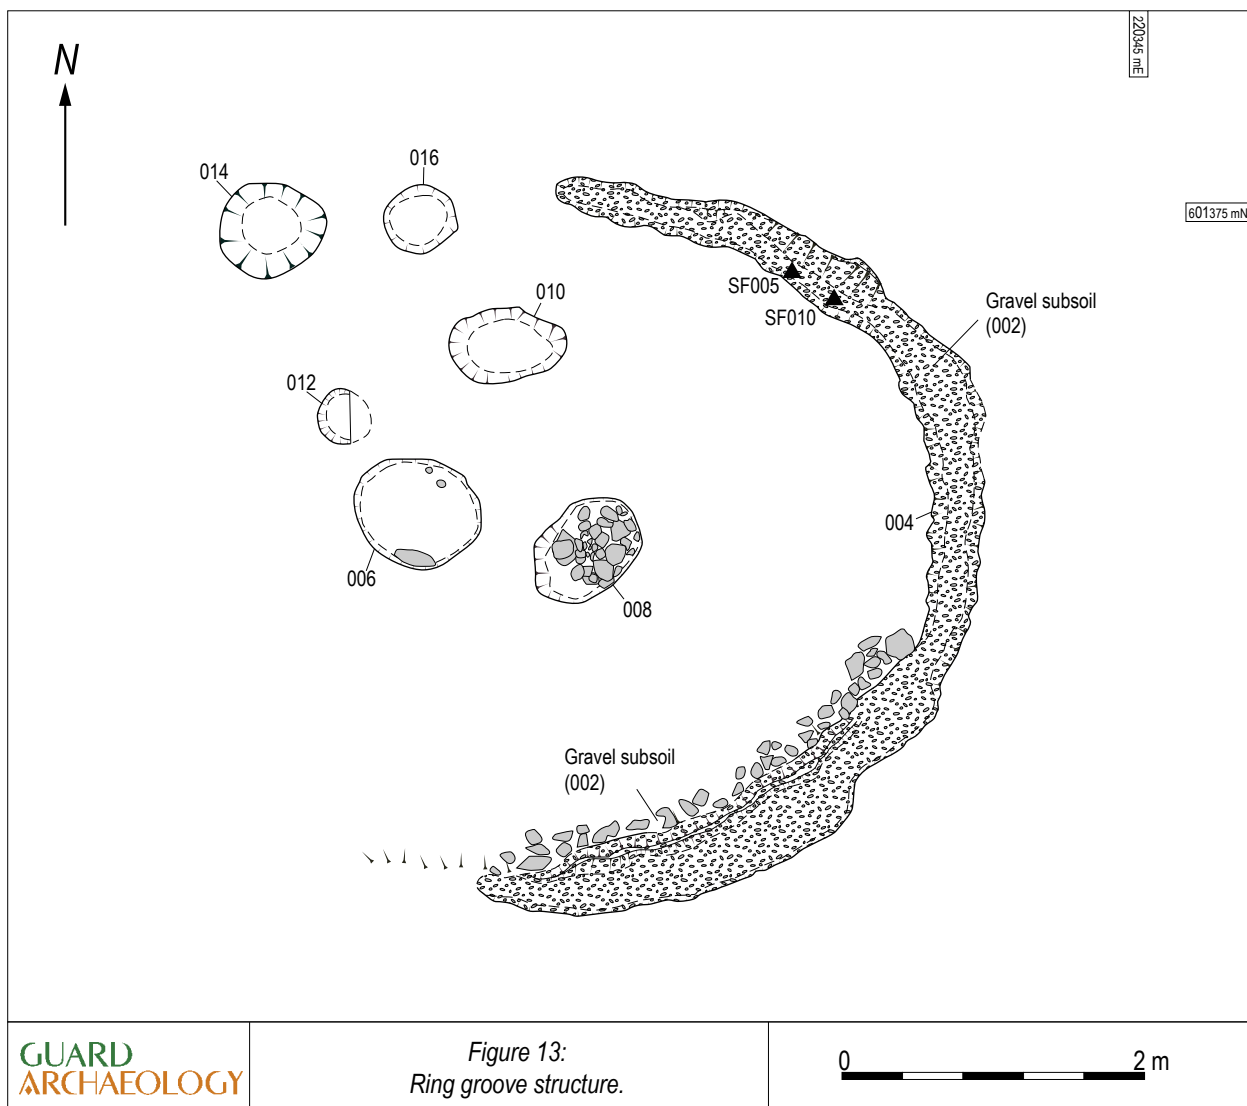 220345 mE
N
601375 mN
014
016
010
012
SF005
SF010
Gravel subsoil
(002)
004
006
008
Gravel subsoil
(002)
GUARD
ARCHAEOLOGY
Figure 13:
Ring groove structure.
0 2 m